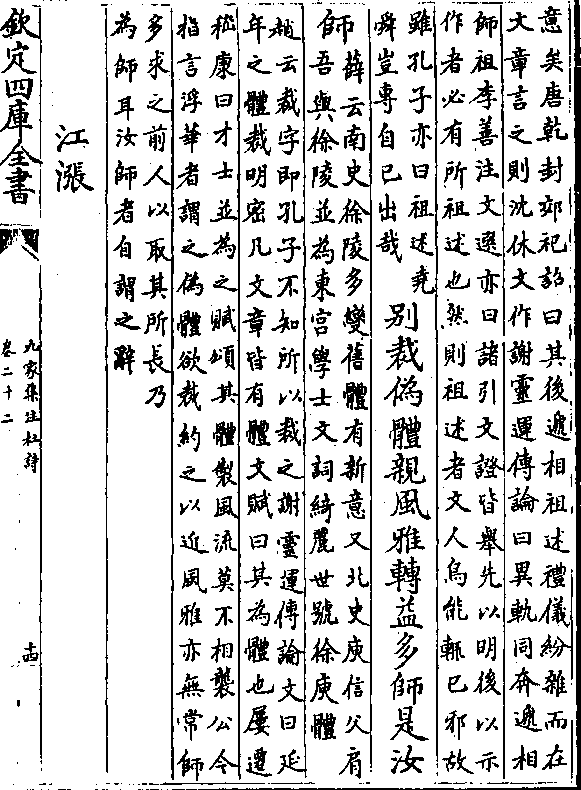 意矣唐乾封郊祀詔曰其後遞相祖述禮儀紛雜而在
文章言之則沈休文作謝靈運傳論曰異軌同奔遞相
師祖李善注文選亦曰諸引文證皆舉先以明後以示
作者必有所祖述也然則祖述者文人烏能輙已邪故
雖孔子亦曰祖述堯
舜豈專自已出哉
別裁偽體親風雅轉益多師是汝
師
薛云南史徐陵多變舊體有新意又北史庾信父肩
吾與徐陵並為東宫學士文詞綺麗世號徐庾體
趙云裁字即孔子不知所以裁之謝靈運傳論文曰延
年之體裁明密凡文章皆有體文賦曰其為體也屢遷
嵇康曰才士並為之賦頌其體製風流莫不相襲公今
指言浮華者謂之偽體欲裁約之以近風雅亦無常師
多求之前人以取其所長乃
為師耳汝師者自謂之辭
江漲
欽定四庫全書
九家集注杜詩
卷二十二
十四